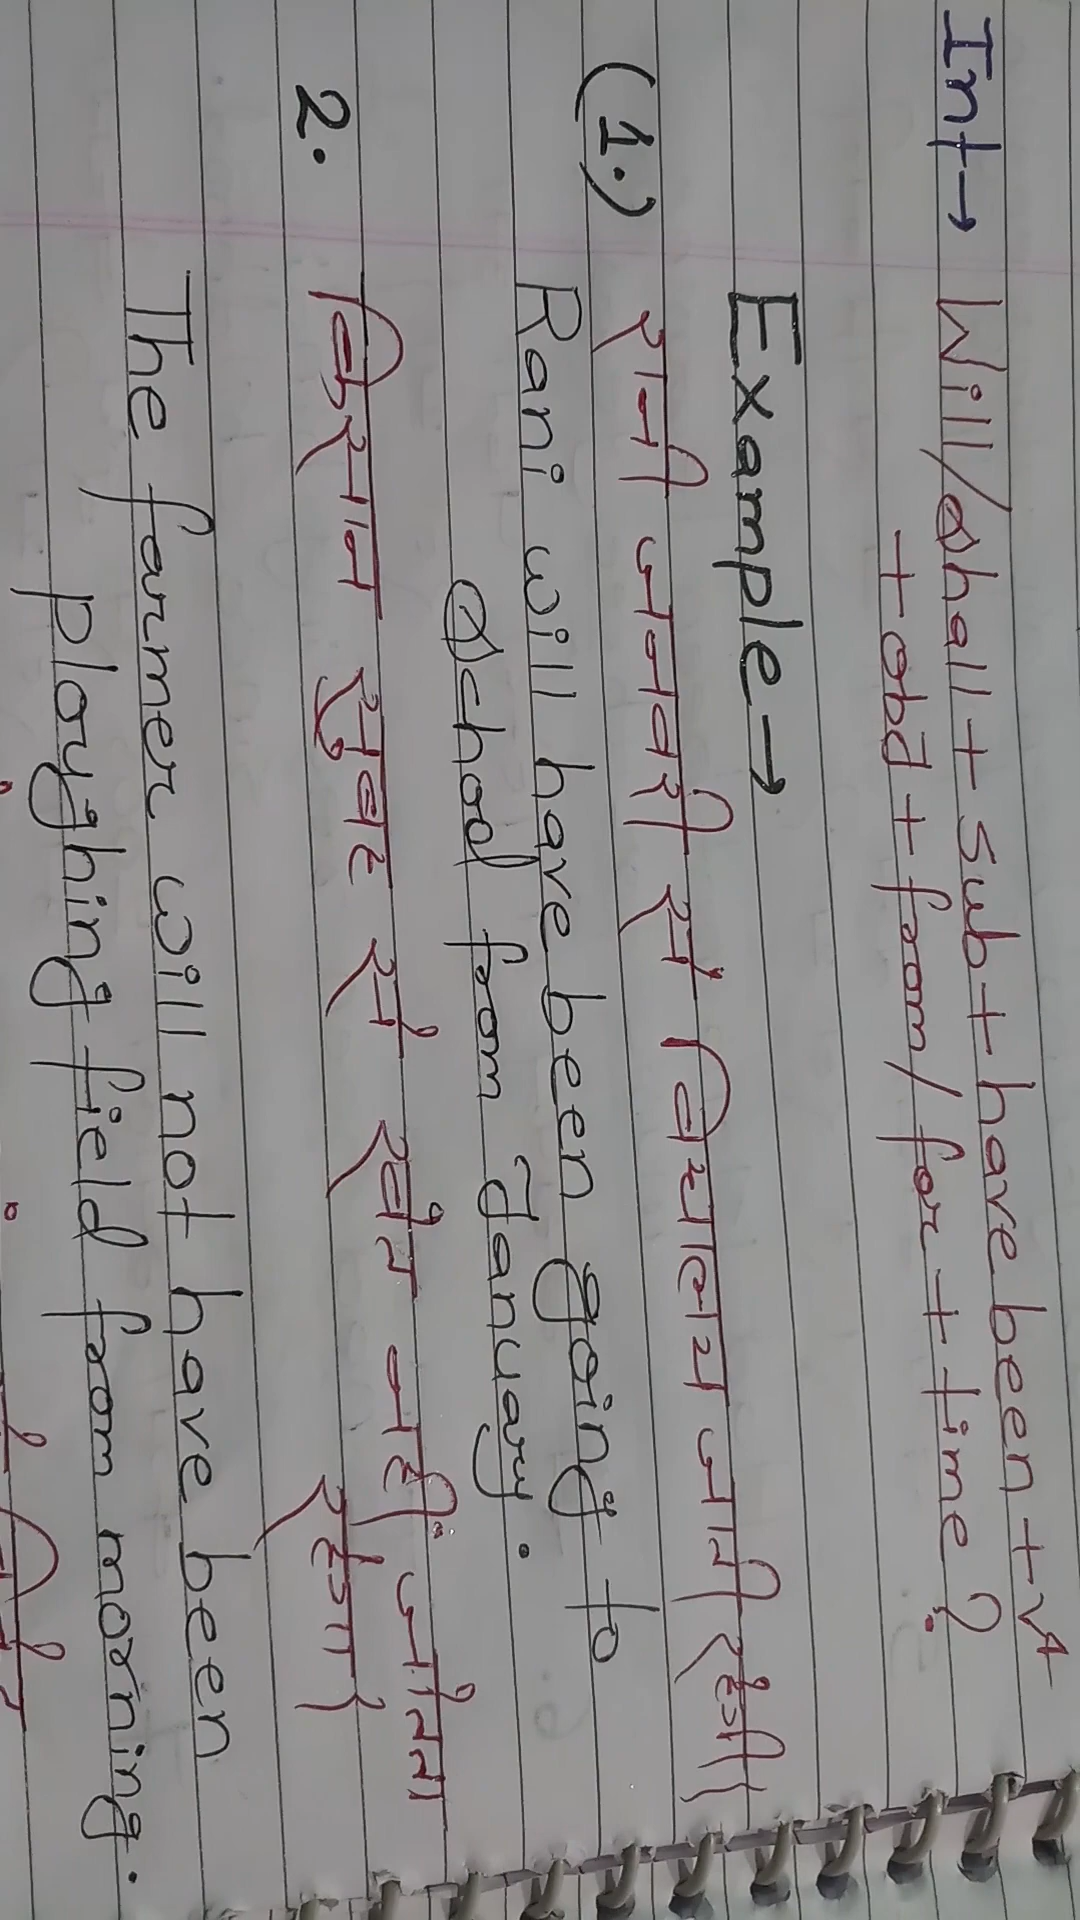 Int→ Will/shall + Sub + have been + v4
+ obd + from/for + time ?
Example →
(1.) रानी जनवरी से विद्यालय जाती रहेगी।
Rani will have been going to
school from January.
2. किसान सुबह से खेत नहीं जोतता
रहेगा।
The farmer will not have been
ploughing field from morning.